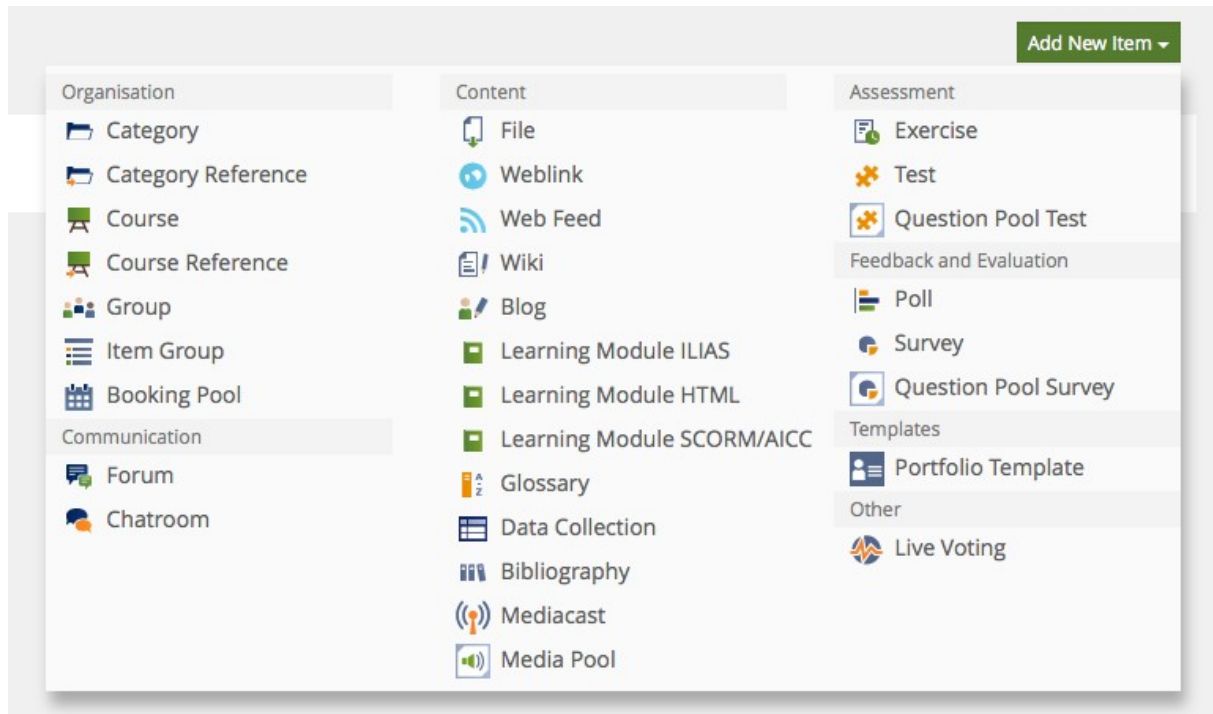 Add New Item
Organisation
Category
Category Reference
Course
Course Reference
Group
Item Group
Booking Pool
Communication
Forum
Chatroom
Content
File
Weblink
Web Feed
Wiki
Blog
Learning Module ILIAS
Learning Module HTML
Learning Module SCORM/AICC
Glossary
Data Collection
Bibliography
Mediacast
Media Pool
Assessment
Exercise
Test
Question Pool Test
Feedback and Evaluation
Poll
Survey
Question Pool Survey
Templates
Portfolio Template
Other
Live Voting